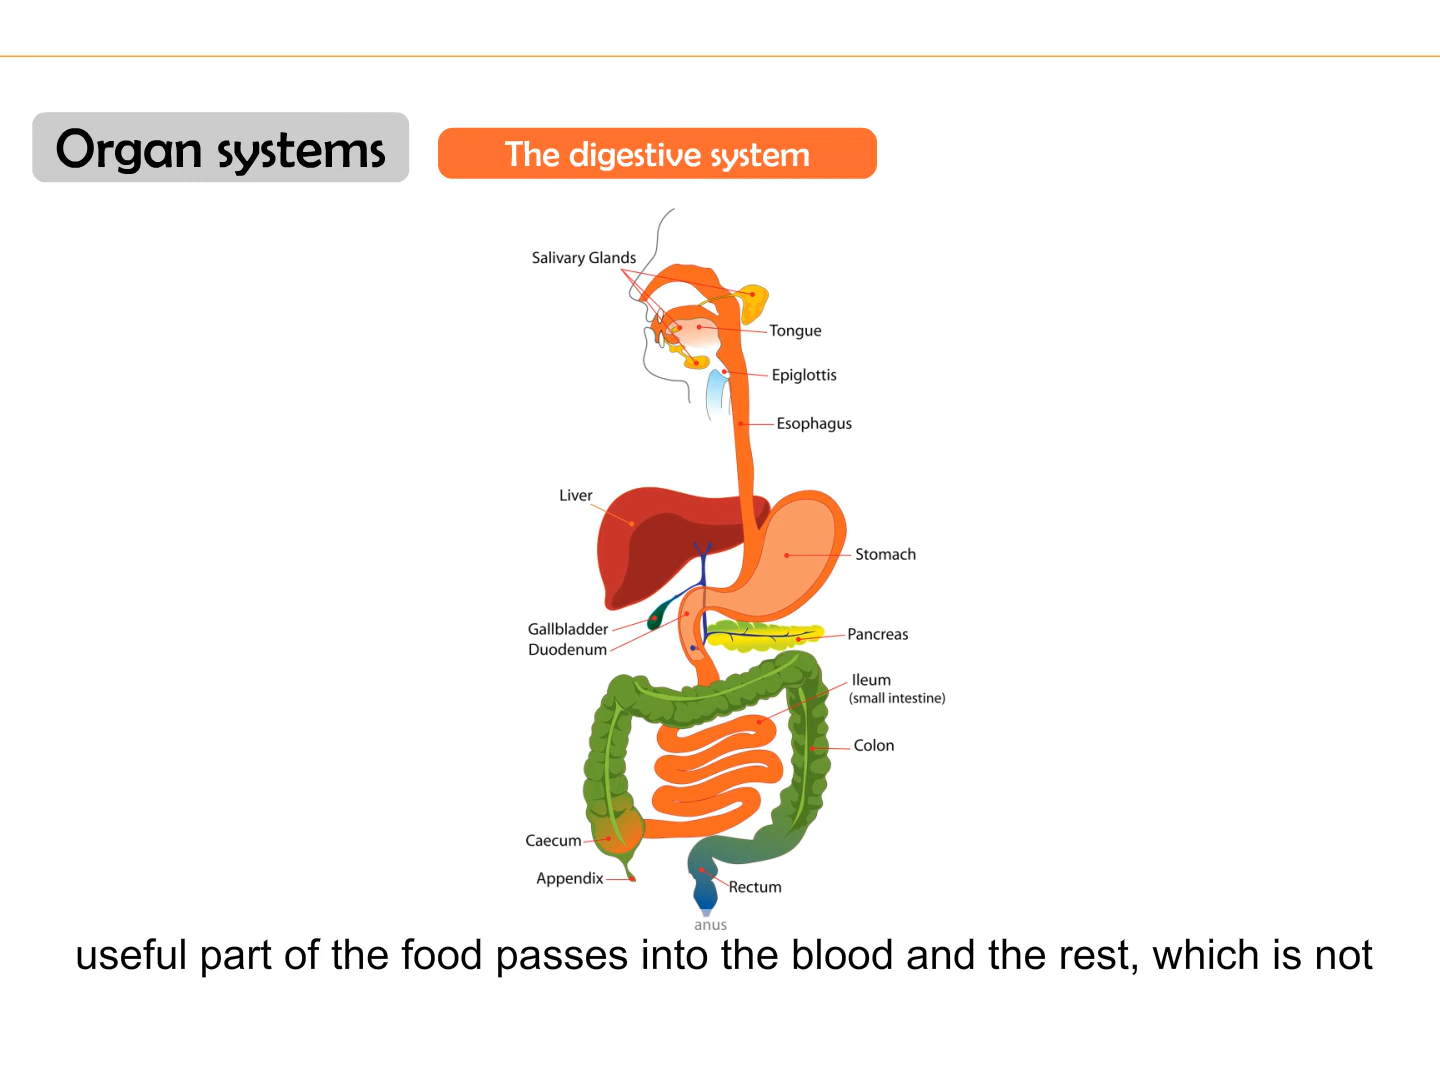 Organ systems
The digestive system
Salivary Glands
Tongue
Epiglottis
Esophagus
Liver
Stomach
Gallbladder
Duodenum
Pancreas
Ileum
(small intestine)
Colon
Caecum
Appendix
Rectum
anus
useful part of the food passes into the blood and the rest, which is not